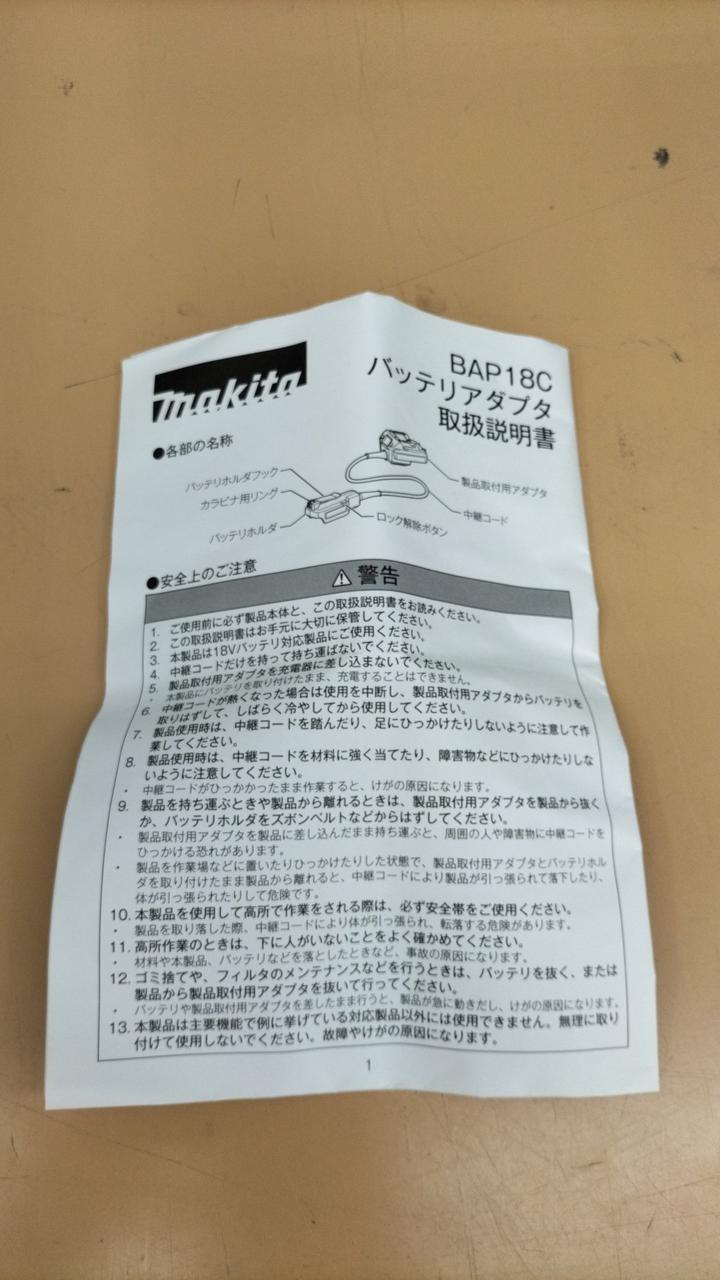 makita
BAP18C
バッテリアダプタ
取扱説明書
●各部の名称
バッテリホルダフック
カラビナ用リング
バッテリホルダ
製品取付用アダプタ
中継コード
ロック解除ボタン
●安全上のご注意
⚠警告
1. ご使用前に必ず製品本体と、この取扱説明書をお読みください。
2. この取扱説明書はお手元に大切に保管してください。
3. 本製品は18Vバッテリ対応製品にご使用ください。
4. 中継コードだけを持って持ち運ばないでください。
5. 製品取付用アダプタを充電器に差し込まないでください。
・ 本製品にバッテリを取り付けたまま、充電することはできません。
6. 中継コードが熱くなった場合は使用を中断し、製品取付用アダプタからバッテリを
取りはずして、しばらく冷やしてから使用してください。
7. 製品使用時は、中継コードを踏んだり、足にひっかけたりしないように注意して作
業してください。
8. 製品使用時は、中継コードを材料に強く当てたり、障害物などにひっかけたりしな
いように注意してください。
・ 中継コードがひっかかったまま作業すると、けがの原因になります。
9. 製品を持ち運ぶときや製品から離れるときは、製品取付用アダプタを製品から抜く
か、バッテリホルダをズボンベルトなどからはずしてください。
・ 製品取付用アダプタを製品に差し込んだまま持ち運ぶと、周囲の人や障害物に中継コードを
ひっかける恐れがあります。
・ 製品を作業場などに置いたりひっかけたりした状態で、製品取付用アダプタとバッテリホル
ダを取り付けたまま製品から離れると、中継コードにより製品が引っ張られて落下したり、
体が引っ張られたりして危険です。
10. 本製品を使用して高所で作業をされる際は、必ず安全帯をご使用ください。
・ 製品を取り落した際、中継コードにより体が引っ張られ、転落する危険があります。
11. 高所作業のときは、下に人がいないことをよく確かめてください。
・ 材料や本製品、バッテリなどを落としたときなど、事故の原因になります。
12. ゴミ捨てや、フィルタのメンテナンスなどを行うときは、バッテリを抜く、または
製品から製品取付用アダプタを抜いて行ってください。
・ バッテリや製品取付用アダプタを差したまま行うと、製品が急に動きだし、けがの原因になります。
13. 本製品は主要機能で例に挙げている対応製品以外には使用できません。無理に取り
付けて使用しないでください。故障やけがの原因になります。
1